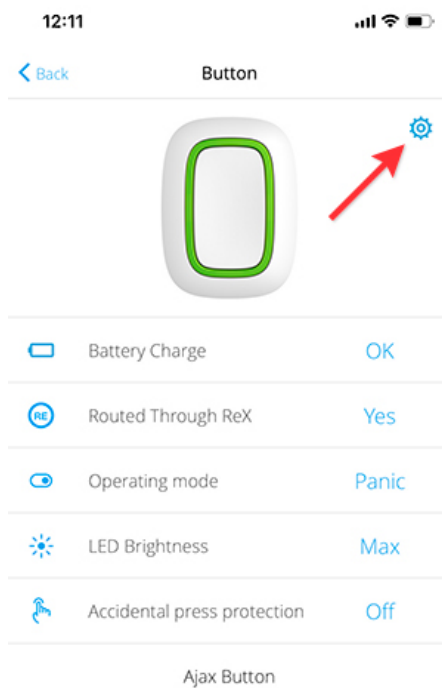 12:11
Back
Button
Battery Charge OK
RE Routed Through ReX Yes
Operating mode Panic
LED Brightness Max
Accidental press protection Off
Ajax Button